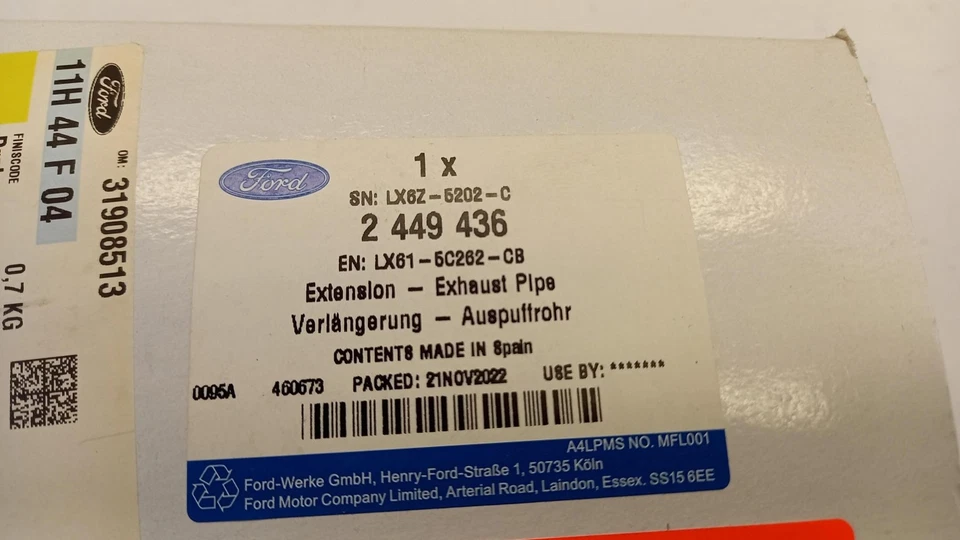 11H 44 F 04
Ford
OM: 31908513
FINISCODE
0,7 KG
Ford
1 x
SN: LX6Z-5202-C
2 449 436
EN: LX61-5C262-CB
Extension - Exhaust Pipe
Verlängerung - Auspuffrohr
CONTENTS MADE IN Spain
0095A 460673 PACKED: 21NOV2022 USE BY: *******
A4LPMS NO. MFL001
Ford-Werke GmbH, Henry-Ford-Straße 1, 50735 Köln
Ford Motor Company Limited, Arterial Road, Laindon, Essex. SS15 6EE